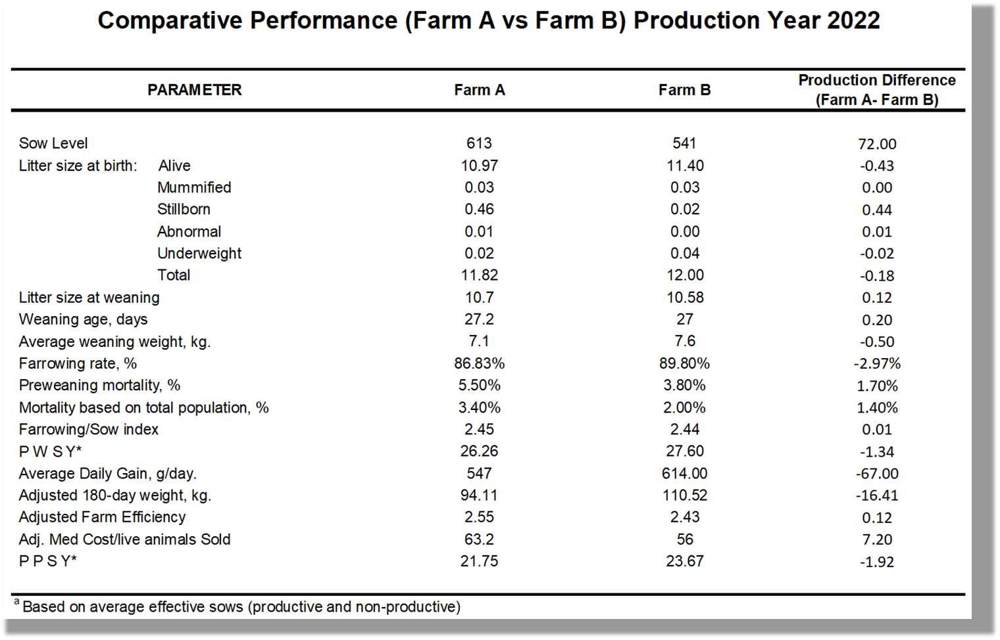 Comparative Performance (Farm A vs Farm B) Production Year 2022
PARAMETER Farm A Farm B Production Difference (Farm A- Farm B)
Sow Level 613 541 72.00
Litter size at birth: Alive 10.97 11.40 -0.43
Mummified 0.03 0.03 0.00
Stillborn 0.46 0.02 0.44
Abnormal 0.01 0.00 0.01
Underweight 0.02 0.04 -0.02
Total 11.82 12.00 -0.18
Litter size at weaning 10.7 10.58 0.12
Weaning age, days 27.2 27 0.20
Average weaning weight, kg. 7.1 7.6 -0.50
Farrowing rate, % 86.83% 89.80% -2.97%
Preweaning mortality, % 5.50% 3.80% 1.70%
Mortality based on total population, % 3.40% 2.00% 1.40%
Farrowing/Sow index 2.45 2.44 0.01
P W S Y* 26.26 27.60 -1.34
Average Daily Gain, g/day. 547 614.00 -67.00
Adjusted 180-day weight, kg. 94.11 110.52 -16.41
Adjusted Farm Efficiency 2.55 2.43 0.12
Adj. Med Cost/live animals Sold 63.2 56 7.20
P P S Y* 21.75 23.67 -1.92
a Based on average effective sows (productive and non-productive)